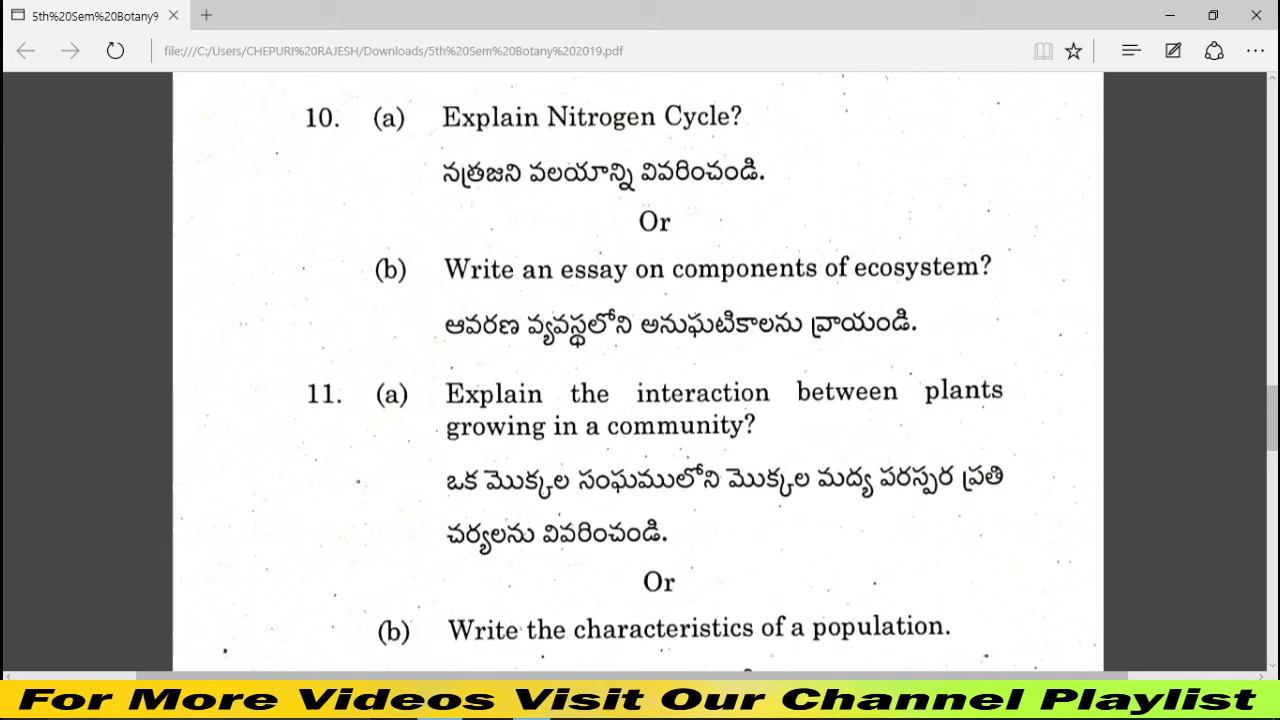 5th%20Sem%20Botany%
file:///C:/Users/CHEPURI%20RAJESH/Downloads/5th%20Sem%20Botany%202019.pdf
10. (a) Explain Nitrogen Cycle?
నత్రజని వలయాన్ని వివరించండి.
Or
(b) Write an essay on components of ecosystem?
ఆవరణ వ్యవస్థలోని అనుఘటికాలను వ్రాయండి.
11. (a) Explain the interaction between plants
growing in a community?
ఒక మొక్కల సంఘములోని మొక్కల మద్య పరస్పర ప్రతి
చర్యలను వివరించండి.
Or
(b) Write the characteristics of a population.
For More Videos Visit Our Channel Playlist